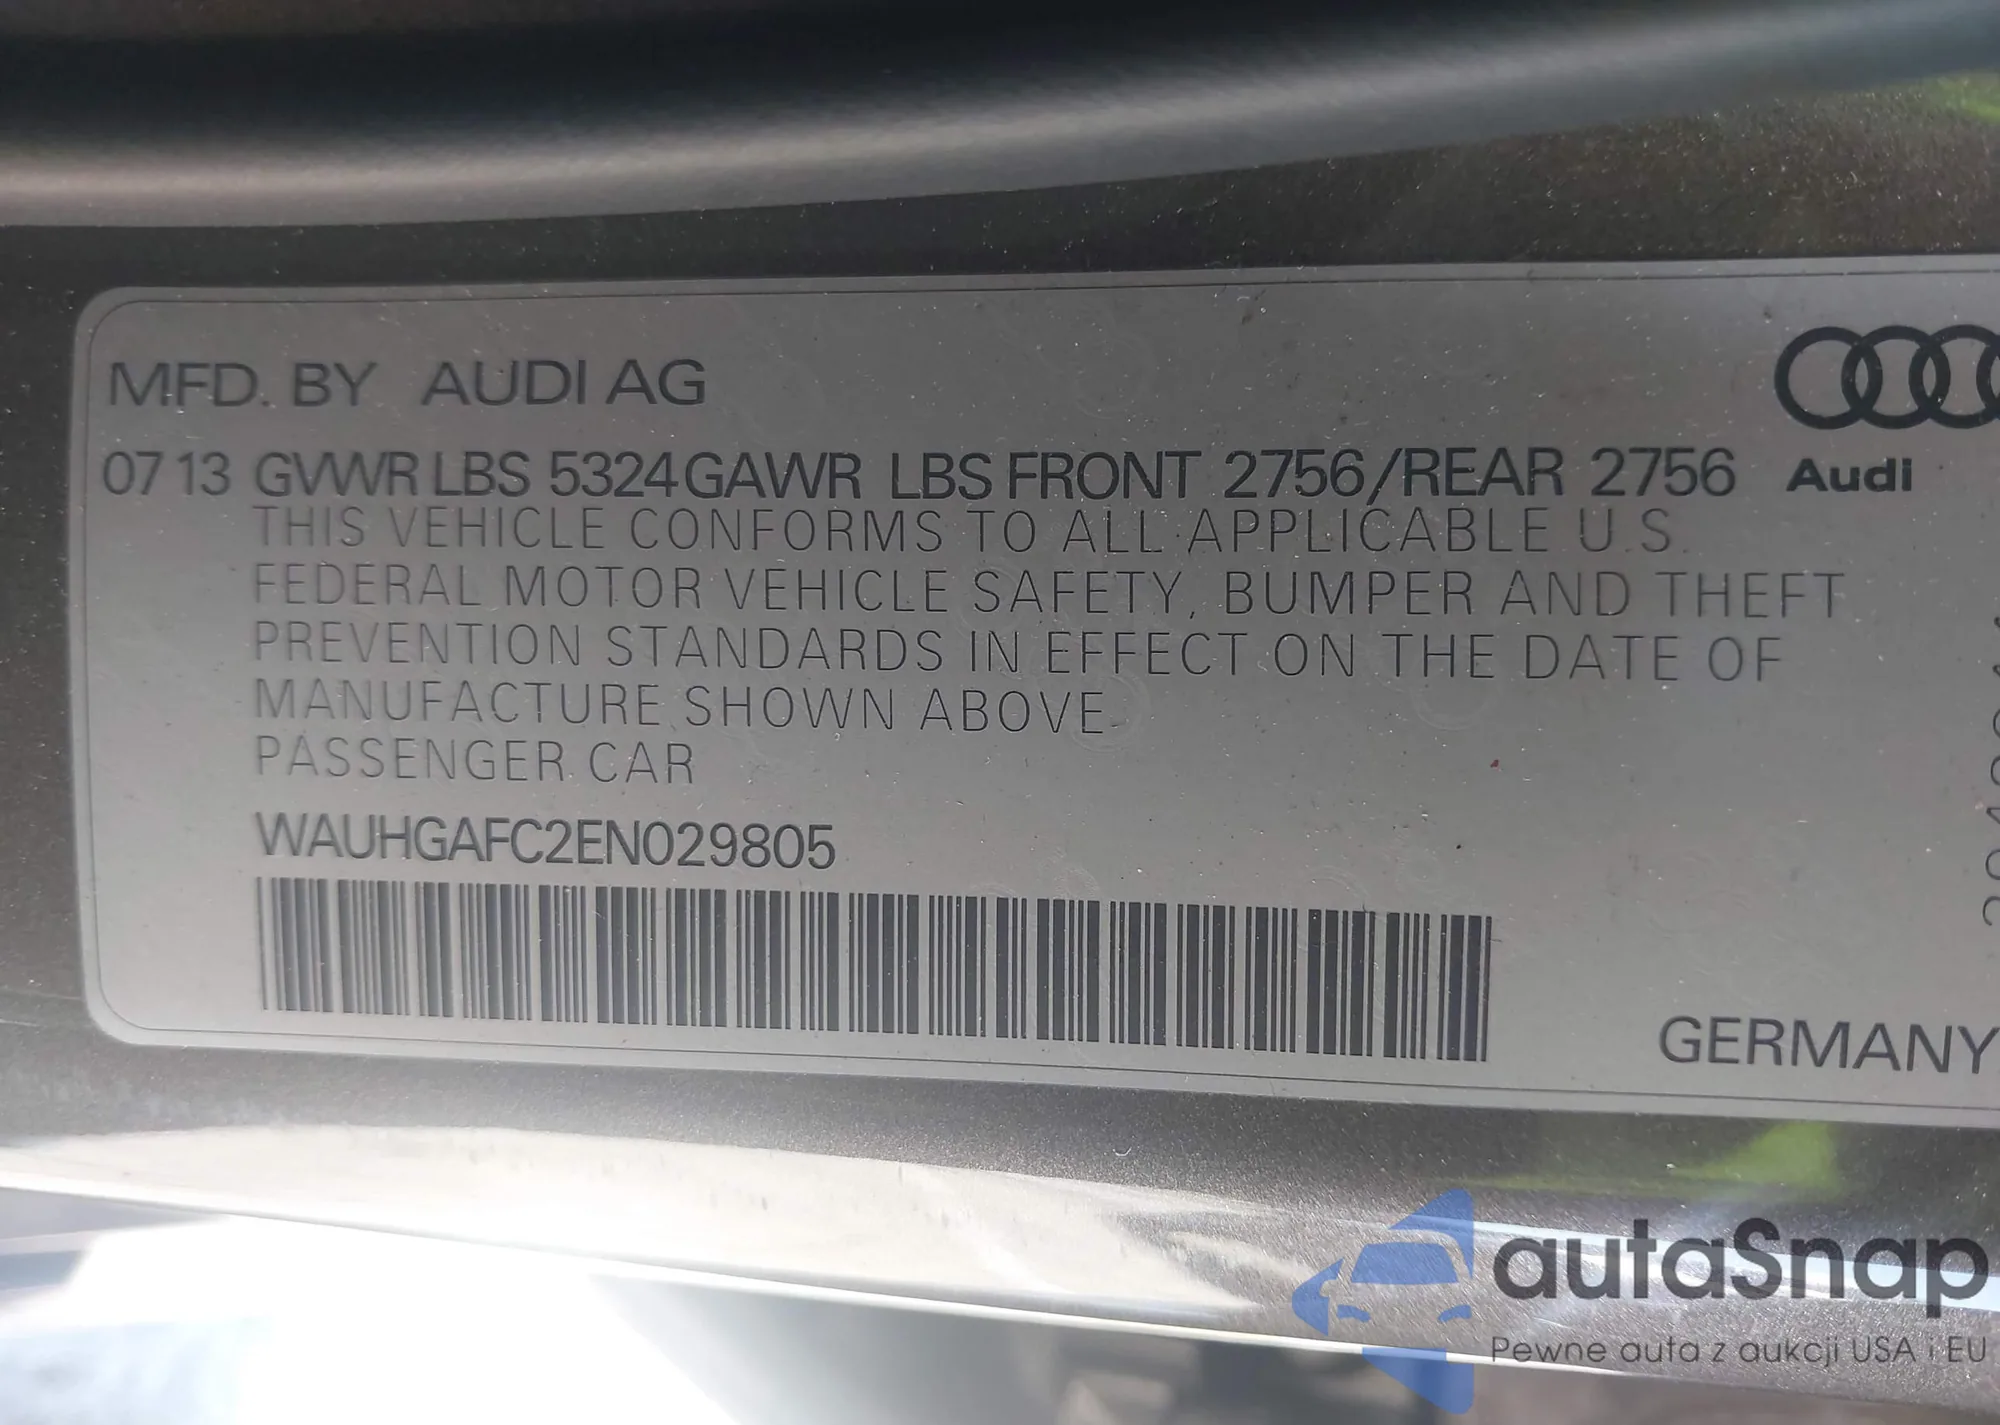 MFD. BY AUDI AG
07 13 GVWR LBS 5324 GAWR LBS FRONT 2756/REAR 2756
Audi
THIS VEHICLE CONFORMS TO ALL APPLICABLE U.S.
FEDERAL MOTOR VEHICLE SAFETY, BUMPER AND THEFT
PREVENTION STANDARDS IN EFFECT ON THE DATE OF
MANUFACTURE SHOWN ABOVE
PASSENGER CAR
WAUHGAFC2EN029805
GERMANY
autaSnap
Pewne auta z aukcji USA i EU